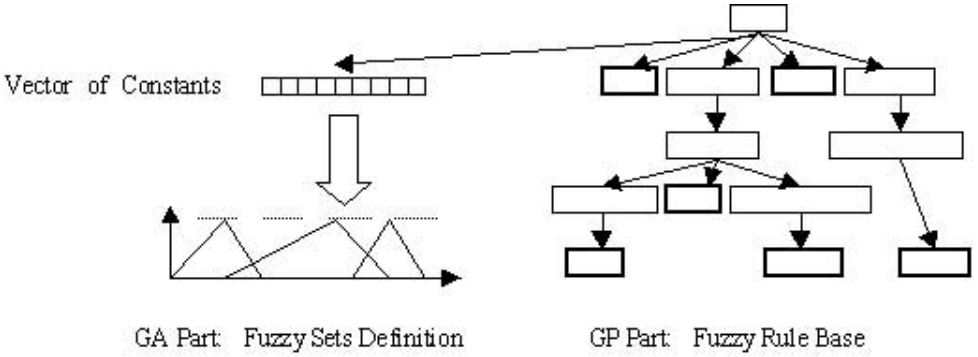 Vector of Constants
GA Part: Fuzzy Sets Definition
GP Part: Fuzzy Rule Base